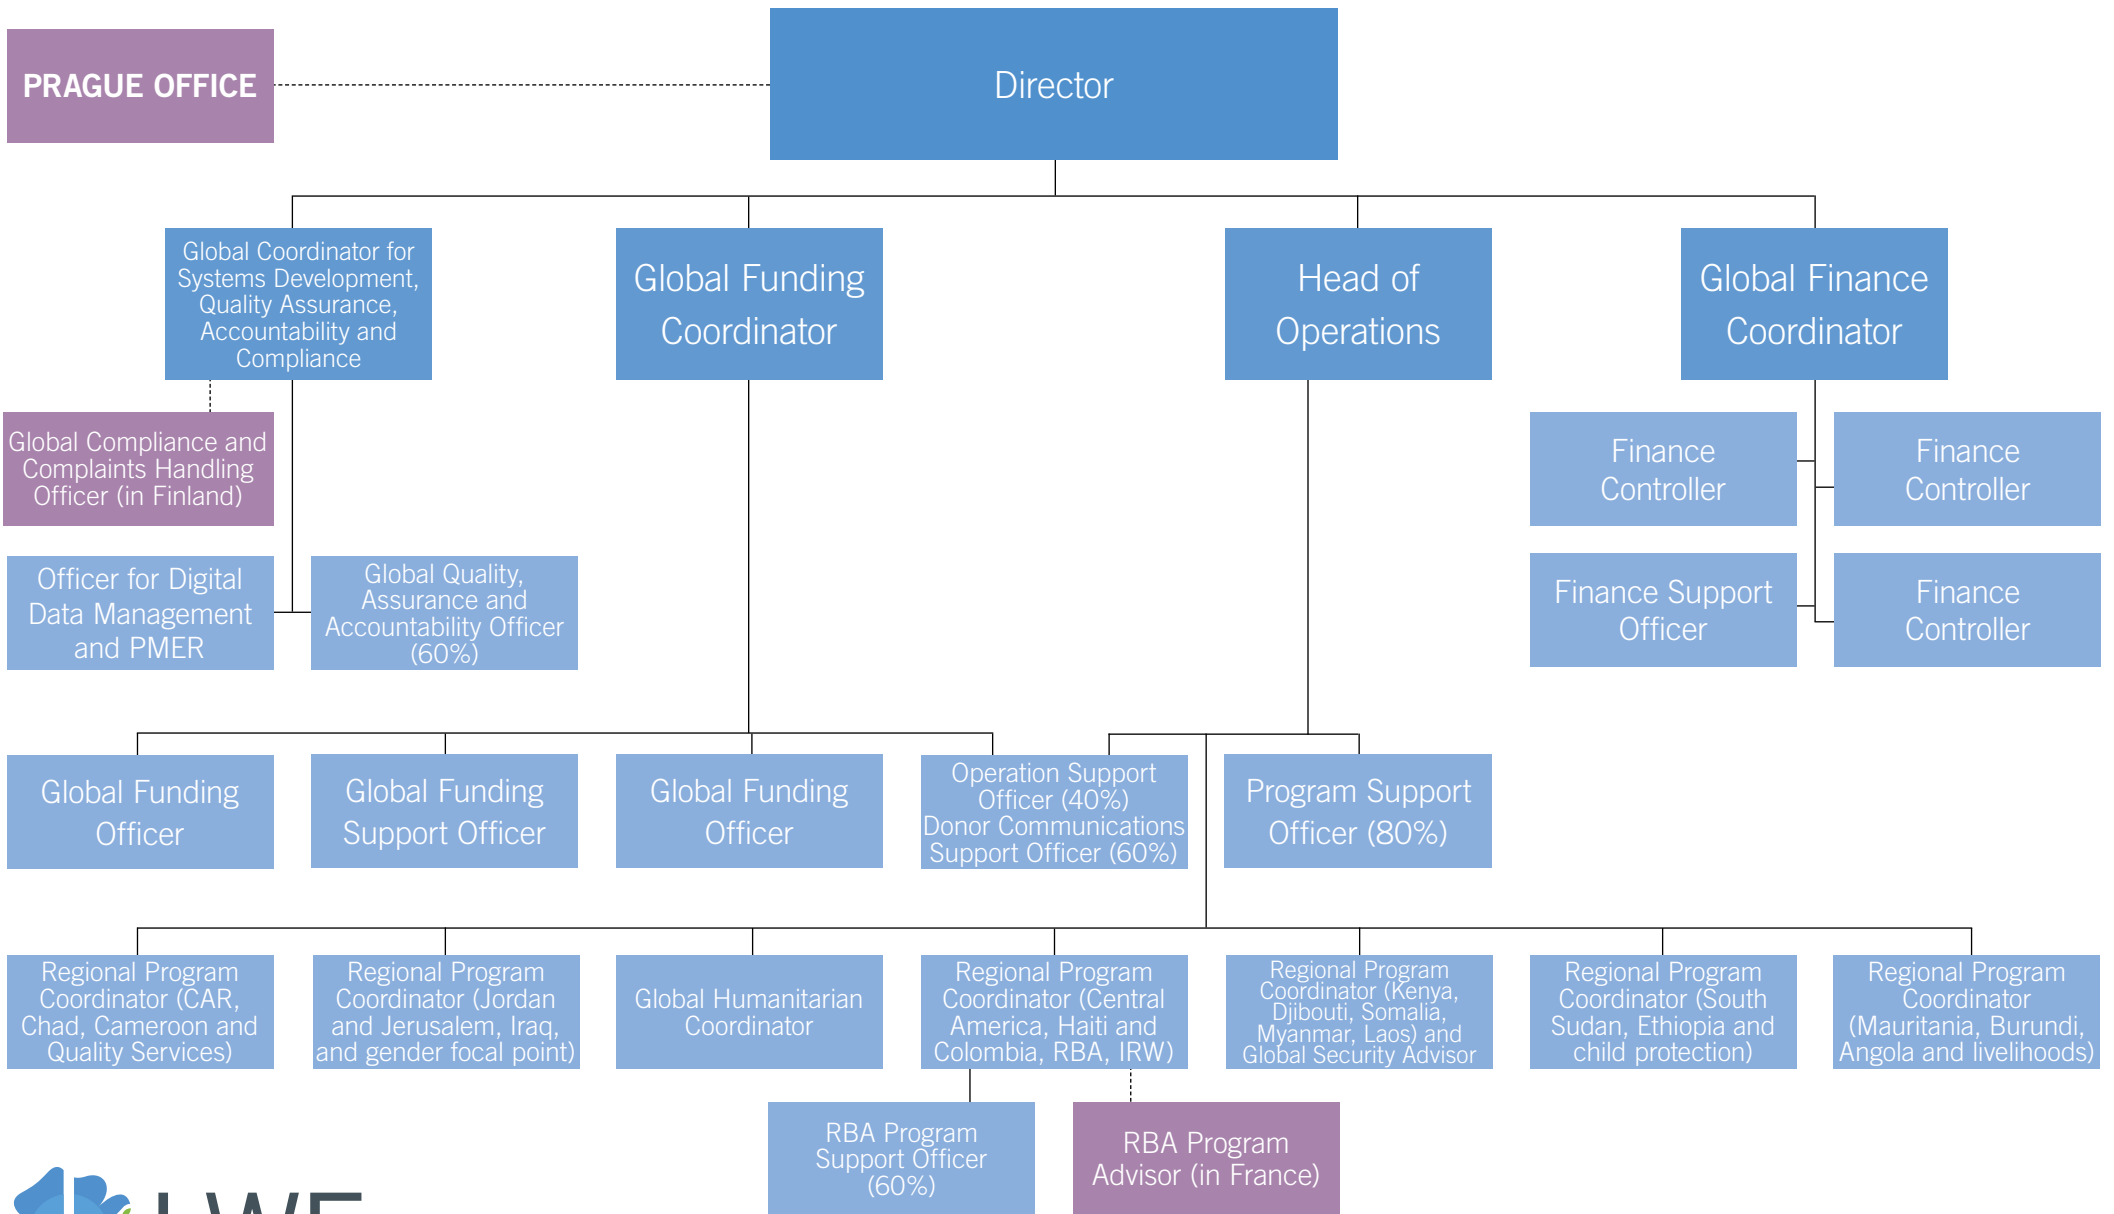 PRAGUE OFFICE
Director
Global Coordinator for
Systems Development,
Quality Assurance,
Accountability and
Compliance
Global Funding
Coordinator
Head of
Operations
Global Finance
Coordinator
Global Compliance and
Complaints Handling
Officer (in Finland)
Finance
Controller
Finance
Controller
Officer for Digital
Data Management
and PMER
Global Quality,
Assurance and
Accountability Officer
(60%)
Finance Support
Officer
Finance
Controller
Global Funding
Officer
Global Funding
Support Officer
Global Funding
Officer
Operation Support
Officer (40%)
Donor Communications
Support Officer (60%)
Program Support
Officer (80%)
Regional Program
Coordinator (CAR,
Chad, Cameroon and
Quality Services)
Regional Program
Coordinator (Jordan
and Jerusalem, Iraq,
and gender focal point)
Global Humanitarian
Coordinator
Regional Program
Coordinator (Central
America, Haiti and
Colombia, RBA, IRW)
Regional Program
Coordinator (Kenya,
Djibouti, Somalia,
Myanmar, Laos) and
Global Security Advisor
Regional Program
Coordinator (South
Sudan, Ethiopia and
child protection)
Regional Program
Coordinator
(Mauritania, Burundi,
Angola and livelihoods)
RBA Program
Support Officer
(60%)
RBA Program
Advisor (in France)
LWF